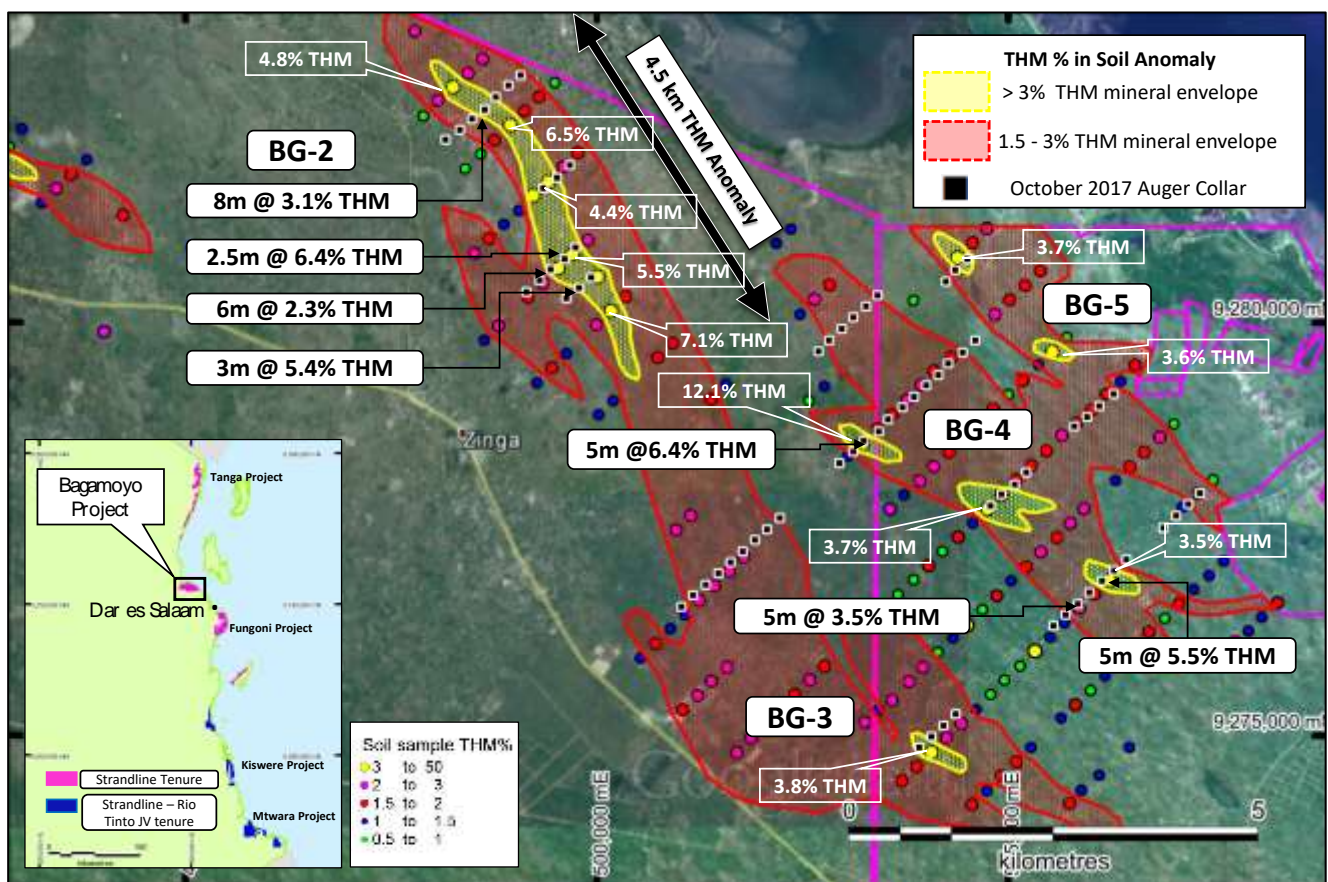 4.8% THM
BG-2
8m @ 3.1% THM
2.5m @ 6.4% THM
6m @ 2.3% THM
3m @ 5.4% THM
6.5% THM
4.4% THM
5.5% THM
7.1% THM
4.5 km THM Anomaly
THM % in Soil Anomaly
> 3% THM mineral envelope
1.5 - 3% THM mineral envelope
October 2017 Auger Collar
3.7% THM
BG-5
9,280,000 m
3.6% THM
12.1% THM
BG-4
5m @6.4% THM
Zinga
3.7% THM
3.5% THM
5m @ 3.5% THM
5m @ 5.5% THM
BG-3
9,275,000 m
3.8% THM
0
5
kilometres
500,000 mE
mE
Bagamoyo
Project
Tanga Project
Dar es Salaam
Fungoni Project
Kiswere Project
Mtwara Project
Strandline Tenure
Strandline – Rio
Tinto JV tenure
Soil sample THM%
3 to 50
2 to 3
1.5 to 2
1 to 1.5
0.5 to 1